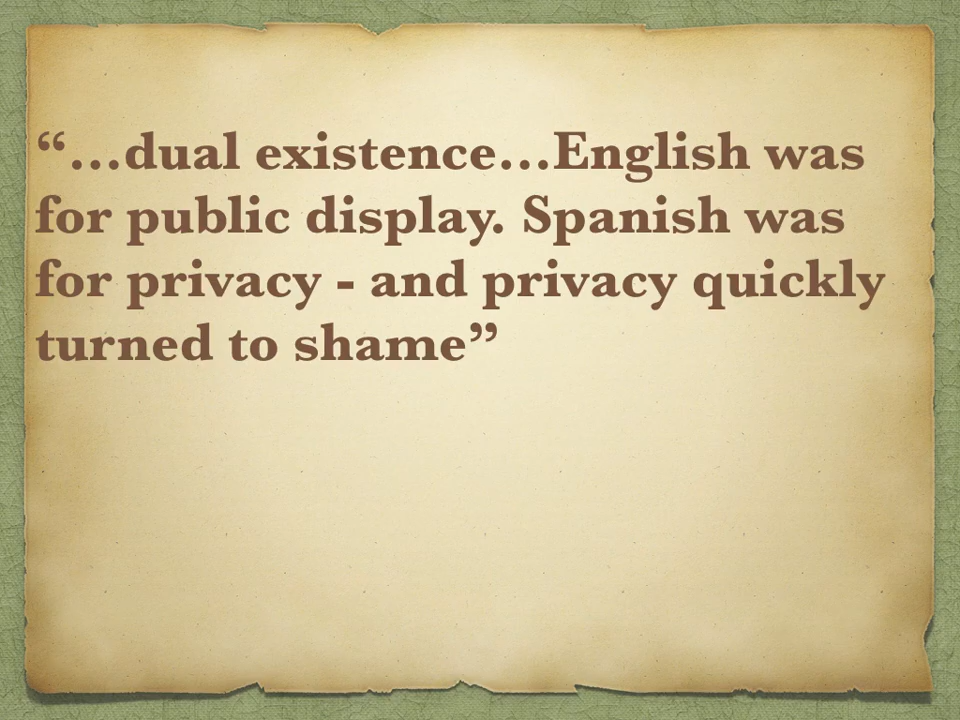 “...dual existence...English was
for public display. Spanish was
for privacy - and privacy quickly
turned to shame”